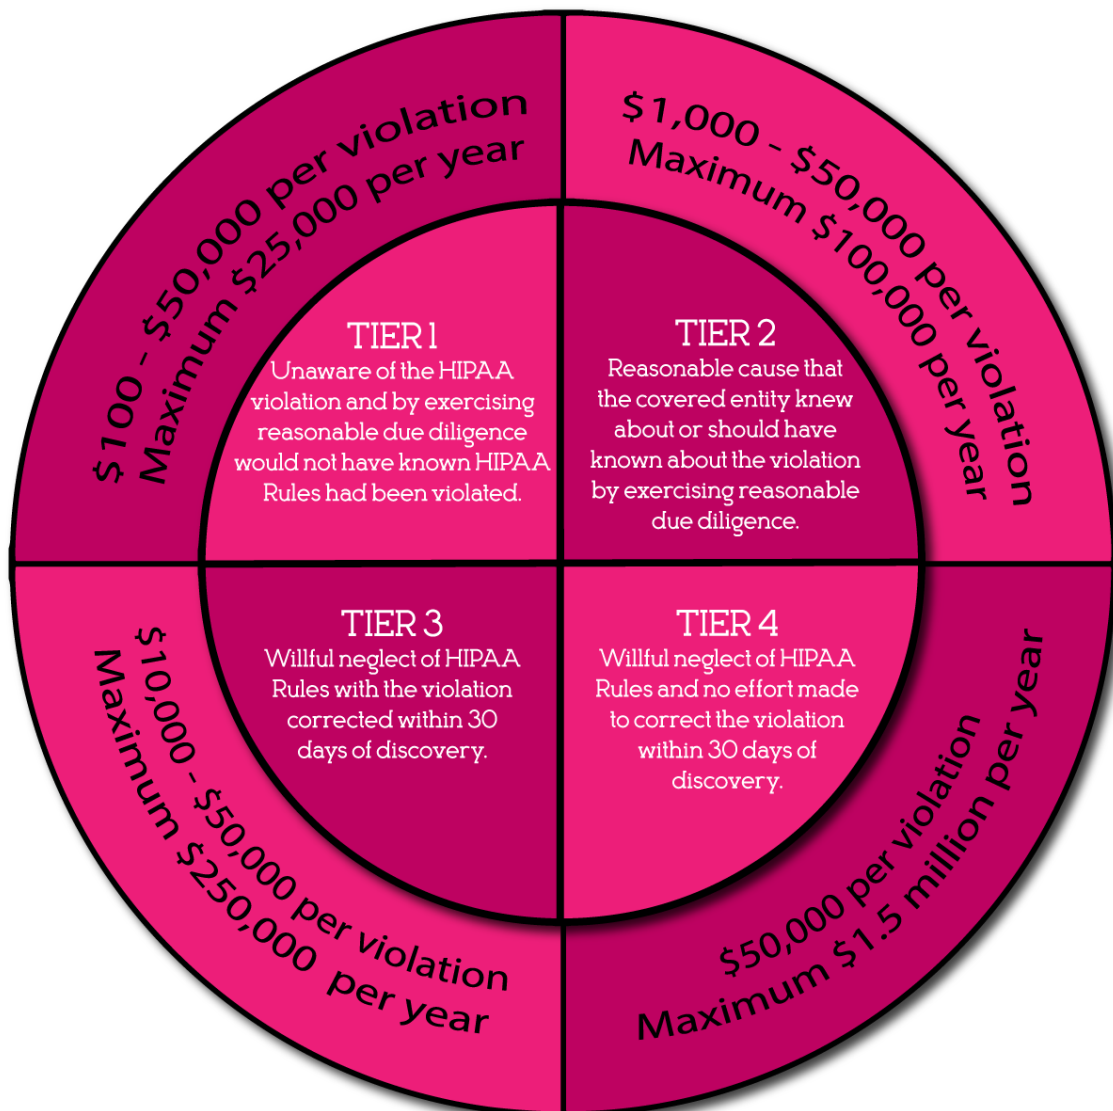 $100 - $50,000 per violation
Maximum $25,000 per year
$1,000 - $50,000 per violation
Maximum $100,000 per year
TIER 1
Unaware of the HIPAA
violation and by exercising
reasonable due diligence
would not have known HIPAA
Rules had been violated.
TIER 2
Reasonable cause that
the covered entity knew
about or should have
known about the violation
by exercising reasonable
due diligence.
TIER 3
Willful neglect of HIPAA
Rules with the violation
corrected within 30
days of discovery.
TIER 4
Willful neglect of HIPAA
Rules and no effort made
to correct the violation
within 30 days of
discovery.
$10,000 - $50,000 per violation
Maximum $250,000 per year
$50,000 per violation
Maximum $1.5 million per year